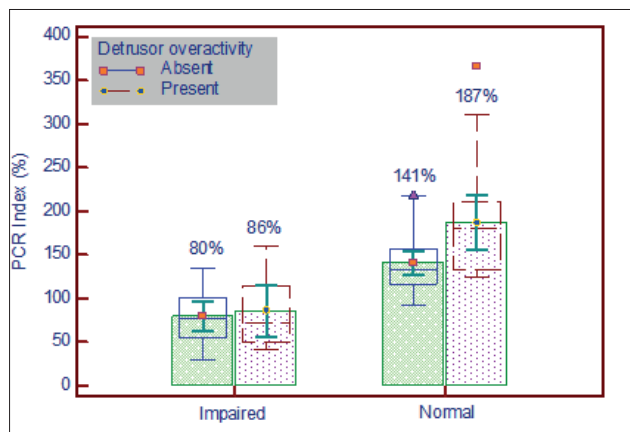 400
350
300
250
200
150
100
50
0
PCR Index (%)
Detrusor overactivity
Absent
Present
80%
86%
141%
187%
Impaired
Normal